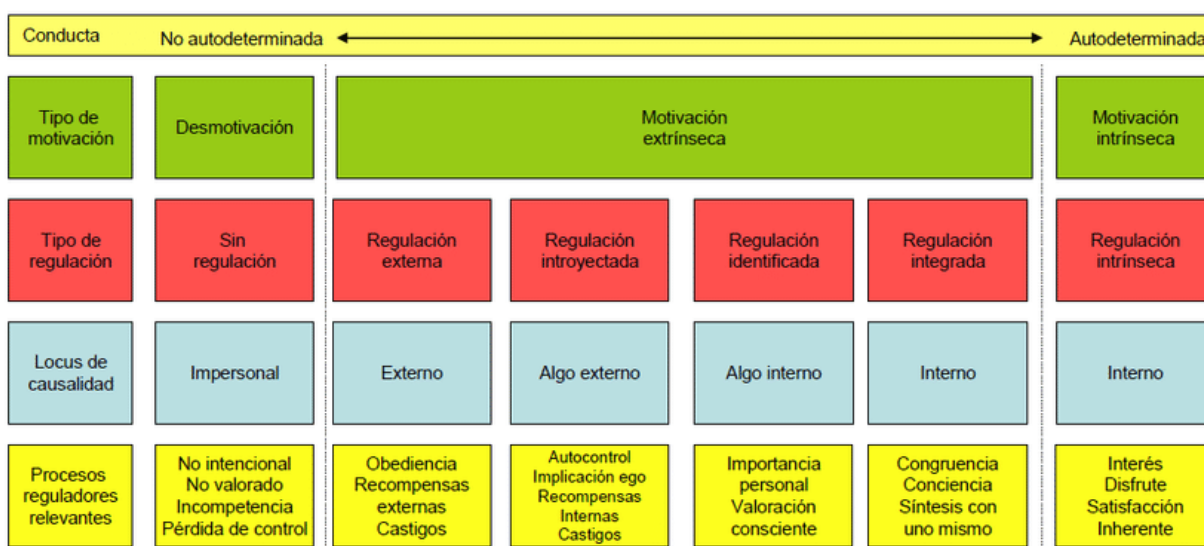 Conducta
No autodeterminada
Autodeterminada
Tipo de
motivación
Desmotivación
Motivación
extrínseca
Motivación
intrínseca
Tipo de
regulación
Sin
regulación
Regulación
externa
Regulación
introyectada
Regulación
identificada
Regulación
integrada
Regulación
intrínseca
Locus de
causalidad
Impersonal
Externo
Algo externo
Algo interno
Interno
Interno
Procesos
reguladores
relevantes
No intencional
No valorado
Incompetencia
Pérdida de control
Obediencia
Recompensas
externas
Castigos
Autocontrol
Implicación ego
Recompensas
Internas
Castigos
Importancia
personal
Valoración
consciente
Congruencia
Conciencia
Síntesis con
uno mismo
Interés
Disfrute
Satisfacción
Inherente